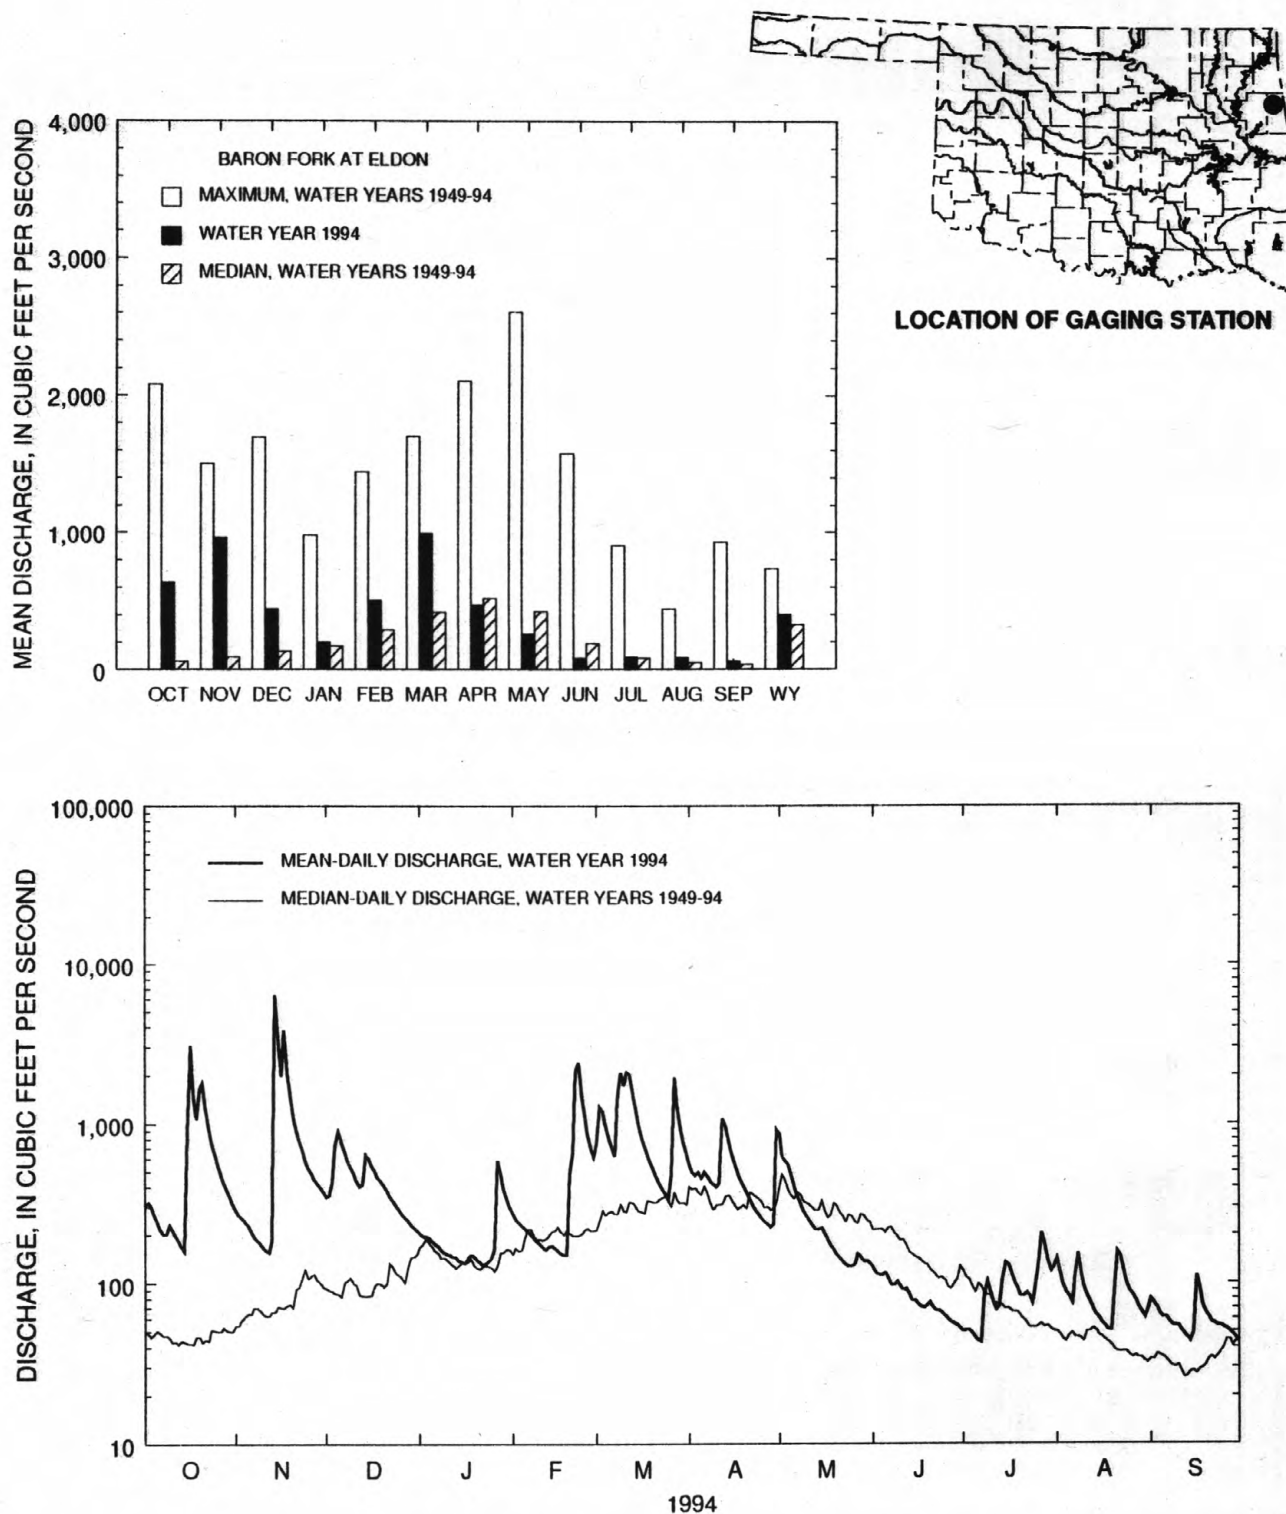 LOCATION OF GAGING STATION
MEAN DISCHARGE, IN CUBIC FEET PER SECOND
4,000
3,000
2,000
1,000
0
BARON FORK AT ELDON
MAXIMUM, WATER YEARS 1949-94
WATER YEAR 1994
MEDIAN, WATER YEARS 1949-94
OCT NOV DEC JAN FEB MAR APR MAY JUN JUL AUG SEP WY
DISCHARGE, IN CUBIC FEET PER SECOND
100,000
10,000
1,000
100
10
MEAN-DAILY DISCHARGE, WATER YEAR 1994
MEDIAN-DAILY DISCHARGE, WATER YEARS 1949-94
O N D J F M A M J J A S
1994